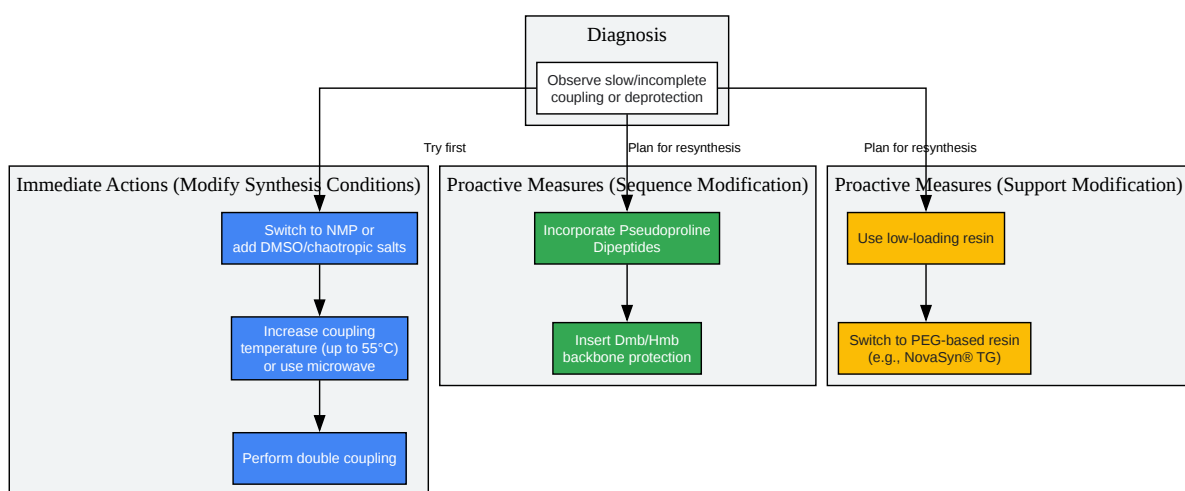 Diagnosis
Observe slow/incomplete
coupling or deprotection
Try first
Plan for resynthesis
Plan for resynthesis
Immediate Actions (Modify Synthesis Conditions)
Switch to NMP or
add DMSO/chaotropic salts
Increase coupling
temperature (up to 55°C)
or use microwave
Perform double coupling
Proactive Measures (Sequence Modification)
Incorporate Pseudoproline
Dipeptides
Insert Dmb/Hmb
backbone protection
Proactive Measures (Support Modification)
Use low-loading resin
Switch to PEG-based resin
(e.g., NovaSyn® TG)